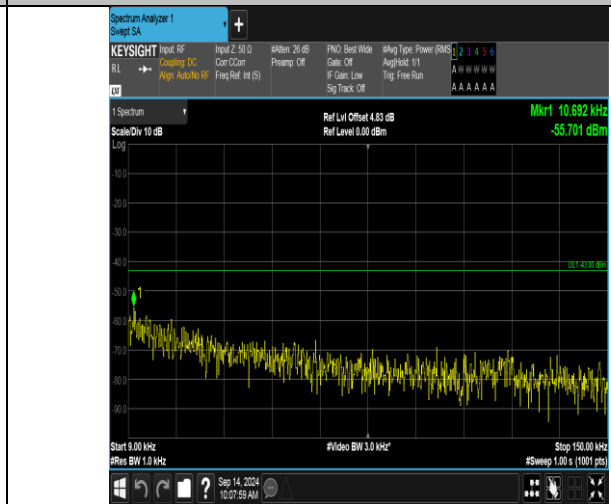 Spectrum Analyzer 1
Swept SA
+
KEYSIGHT Input: RF Input Z: 50 Ω #Atten: 26 dB PNO: Best Wide #Avg Type: Power (RMS 1 2 3 4 5 6
RL Coupling: DC Corr CCorr Preamp: Off Gate: Off Avg|Hold: 1/1 A W W W W W
Align: Auto/No RF Freq Ref: Int (S) IF Gain: Low Trig: Free Run
Sig Track: Off A A A A A A
1 Spectrum Ref Lvl Offset 4.83 dB Mkr1 10.692 kHz
Scale/Div 10 dB Ref Level 0.00 dBm -55.701 dBm
Log
-10.0
-20.0
-30.0
-40.0
DL1 -43.00 dBm
-50.0
1
-60.0
-70.0
-80.0
-90.0
Start 9.00 kHz #Video BW 3.0 kHz* Stop 150.00 kHz
#Res BW 1.0 kHz #Sweep 1.00 s (1001 pts)
? Sep 14, 2024
10:07:59 AM